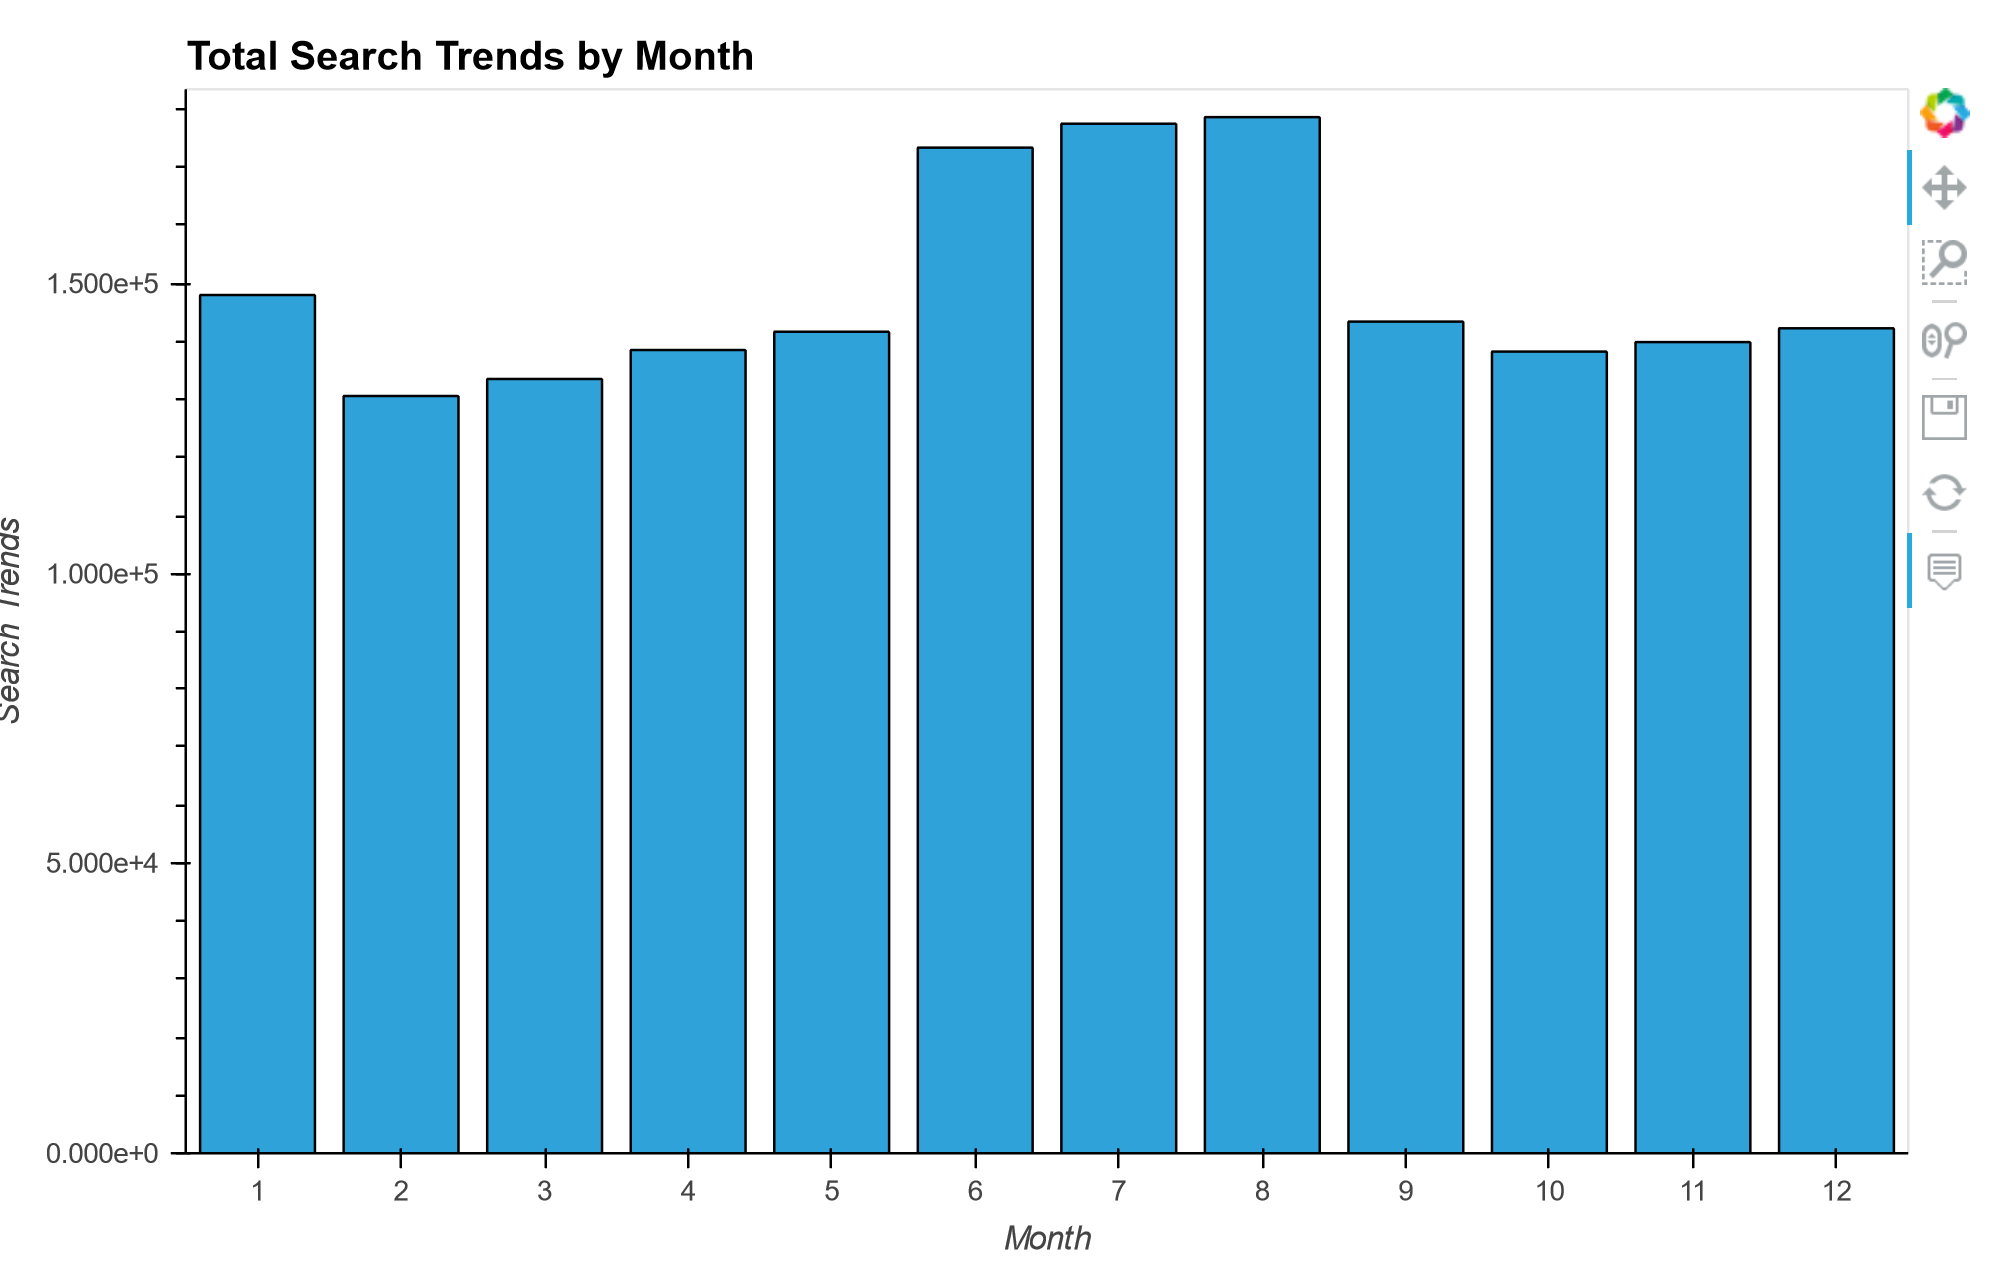 Total Search Trends by Month
Search Trends
1.500e+5
1.000e+5
5.000e+4
0.000e+0
1 2 3 4 5 6 7 8 9 10 11 12
Month